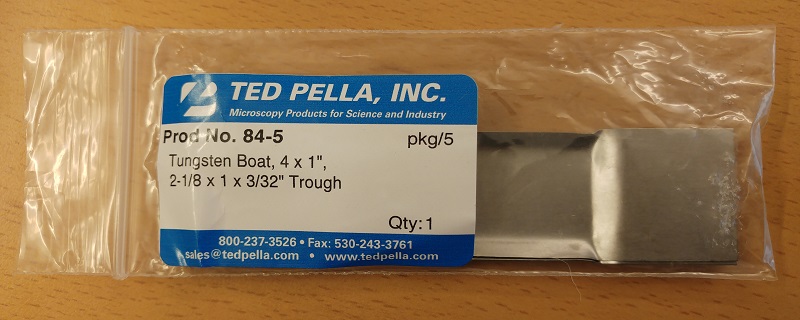 TED PELLA, INC.
Microscopy Products for Science and Industry
Prod No. 84-5 pkg/5
Tungsten Boat, 4 x 1",
2-1/8 x 1 x 3/32" Trough
Qty: 1
800-237-3526 • Fax: 530-243-3761
sales@tedpella.com • www.tedpella.com